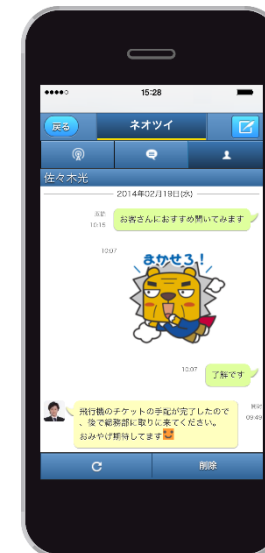 15:28
戻る
ネオツイ
佐々木光
2014年02月19日(水)
お客さんにおすすめ聞いてみます
10:15
10:07
まかせろ！
10:07
了解です
飛行機のチケットの手配が完了したので
、後で総務部に取りに来てください。
おみやげ期待してます
09:49
削除